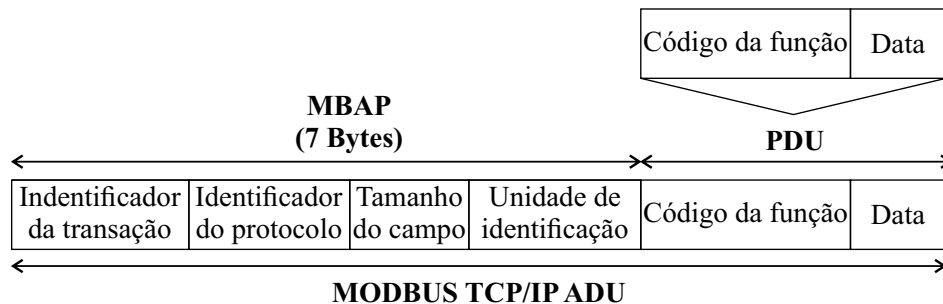 Código da função Data
MBAP
(7 Bytes)
PDU
Indentificador da transação
Identificador do protocolo
Tamanho do campo
Unidade de identificação
Código da função
Data
MODBUS TCP/IP ADU